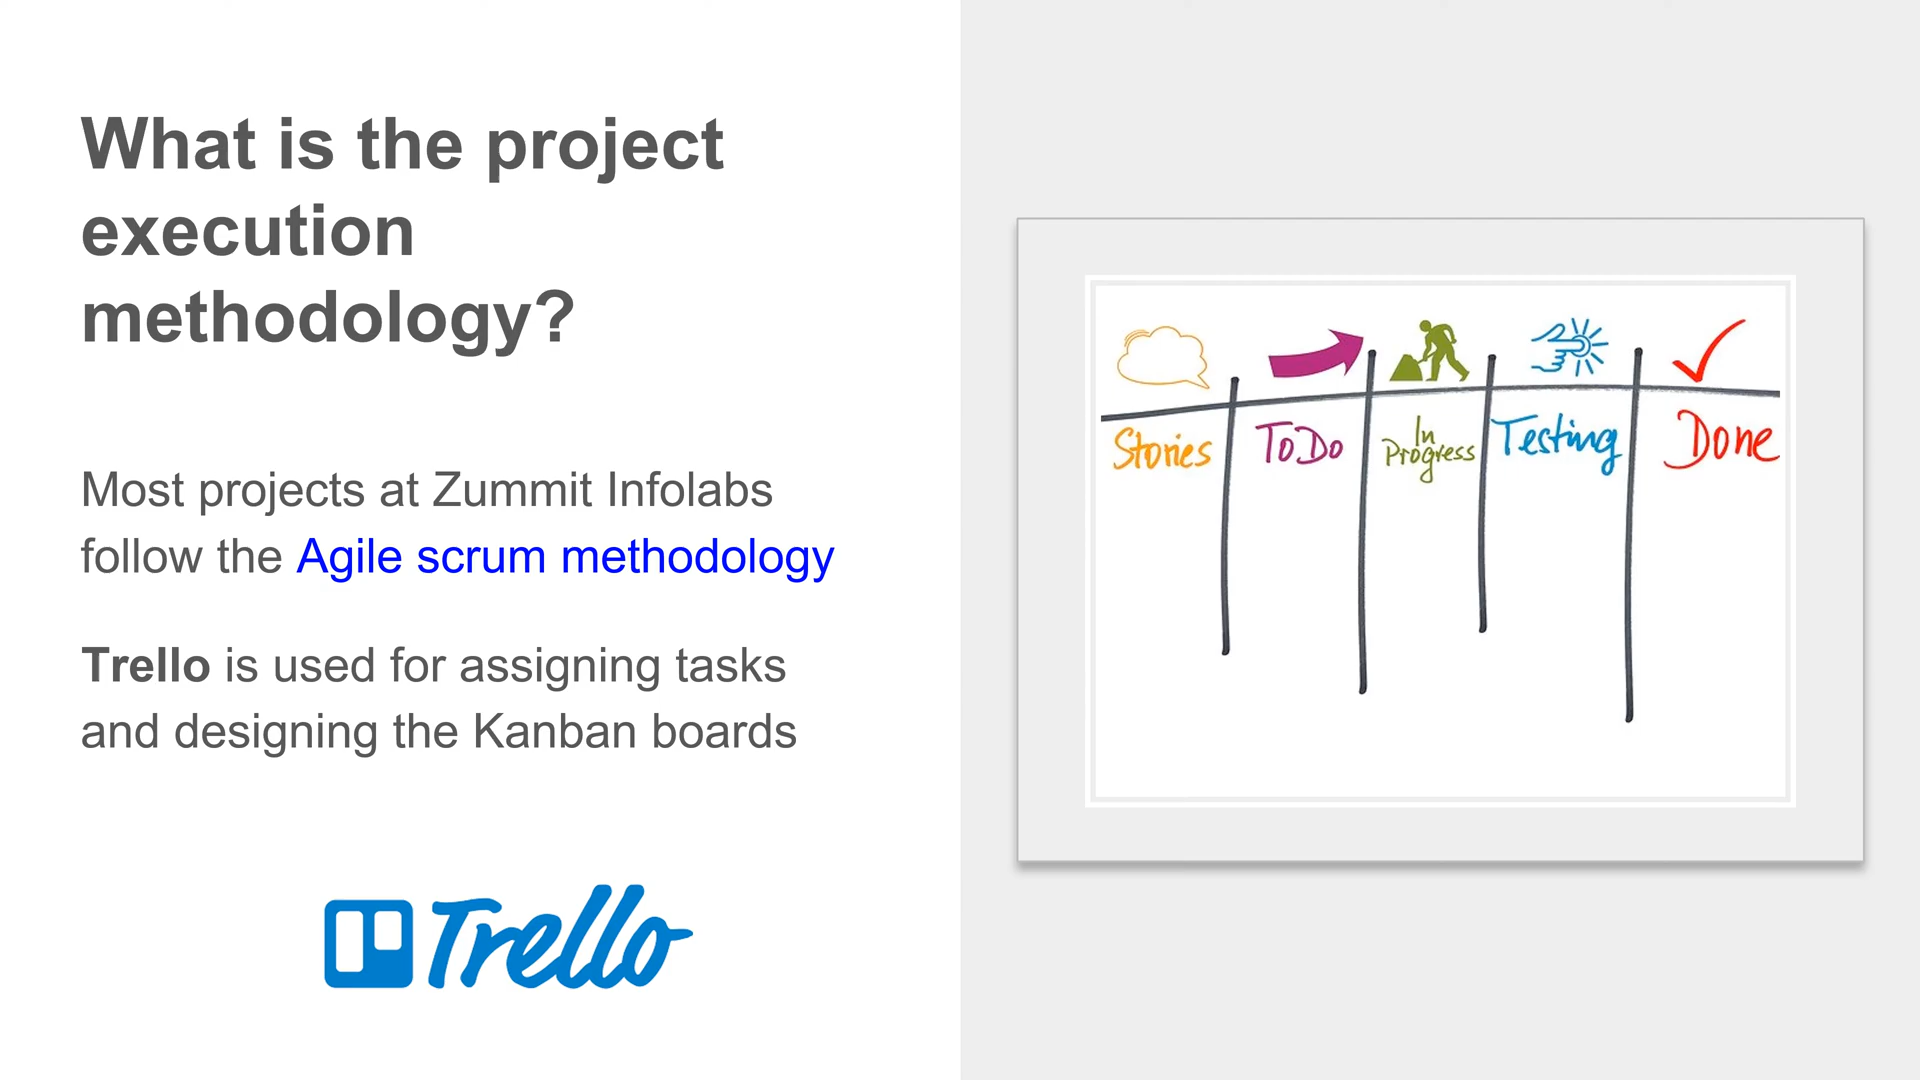 What is the project
execution
methodology?
Most projects at Zummit Infolabs
follow the Agile scrum methodology
Trello is used for assigning tasks
and designing the Kanban boards
Trello
Stories
To Do
In
Progress
Testing
Done